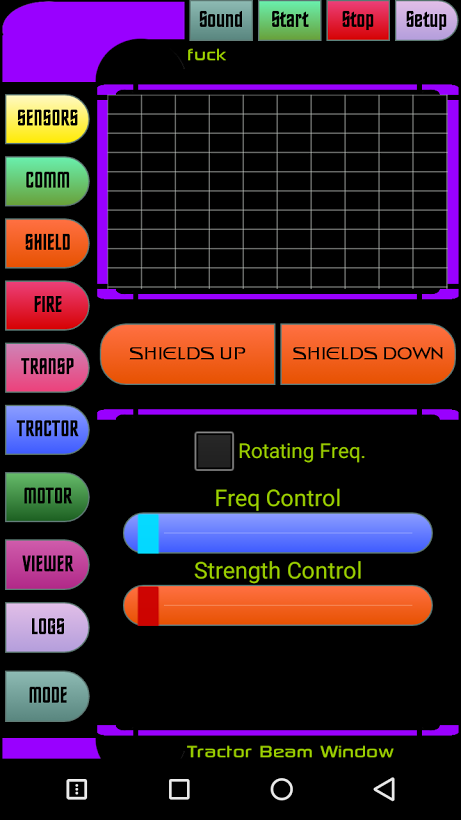 Sound Start Stop Setup
fuck
SENSORS
COMM
SHIELD
FIRE
SHIELDS UP SHIELDS DOWN
TRANSP
TRACTOR
Rotating Freq.
MOTOR
Freq Control
VIEWER
Strength Control
LOGS
MODE
Tractor Beam Window